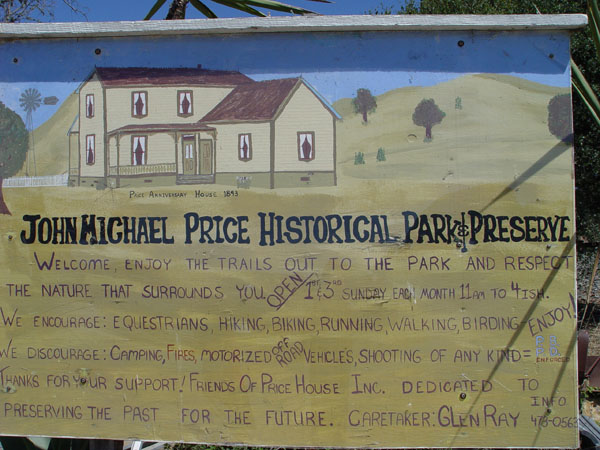 PRICE ANNIVERSARY HOUSE 1893
JOHN MICHAEL PRICE HISTORICAL PARK & PRESERVE
WELCOME, ENJOY THE TRAILS OUT TO THE PARK AND RESPECT
THE NATURE THAT SURROUNDS YOU. OPEN 1ST & 3RD SUNDAY EACH MONTH 11AM TO 4ISH.
WE ENCOURAGE: EQUESTRIANS, HIKING, BIKING, RUNNING, WALKING, BIRDING ENJOY!
WE DISCOURAGE: CAMPING, FIRES, MOTORIZED OFF ROAD VEHICLE'S, SHOOTING OF ANY KIND =
THANKS FOR YOUR SUPPORT! FRIENDS OF PRICE HOUSE INC. DEDICATED TO
PRESERVING THE PAST FOR THE FUTURE. CARETAKER: GLEN RAY INFO